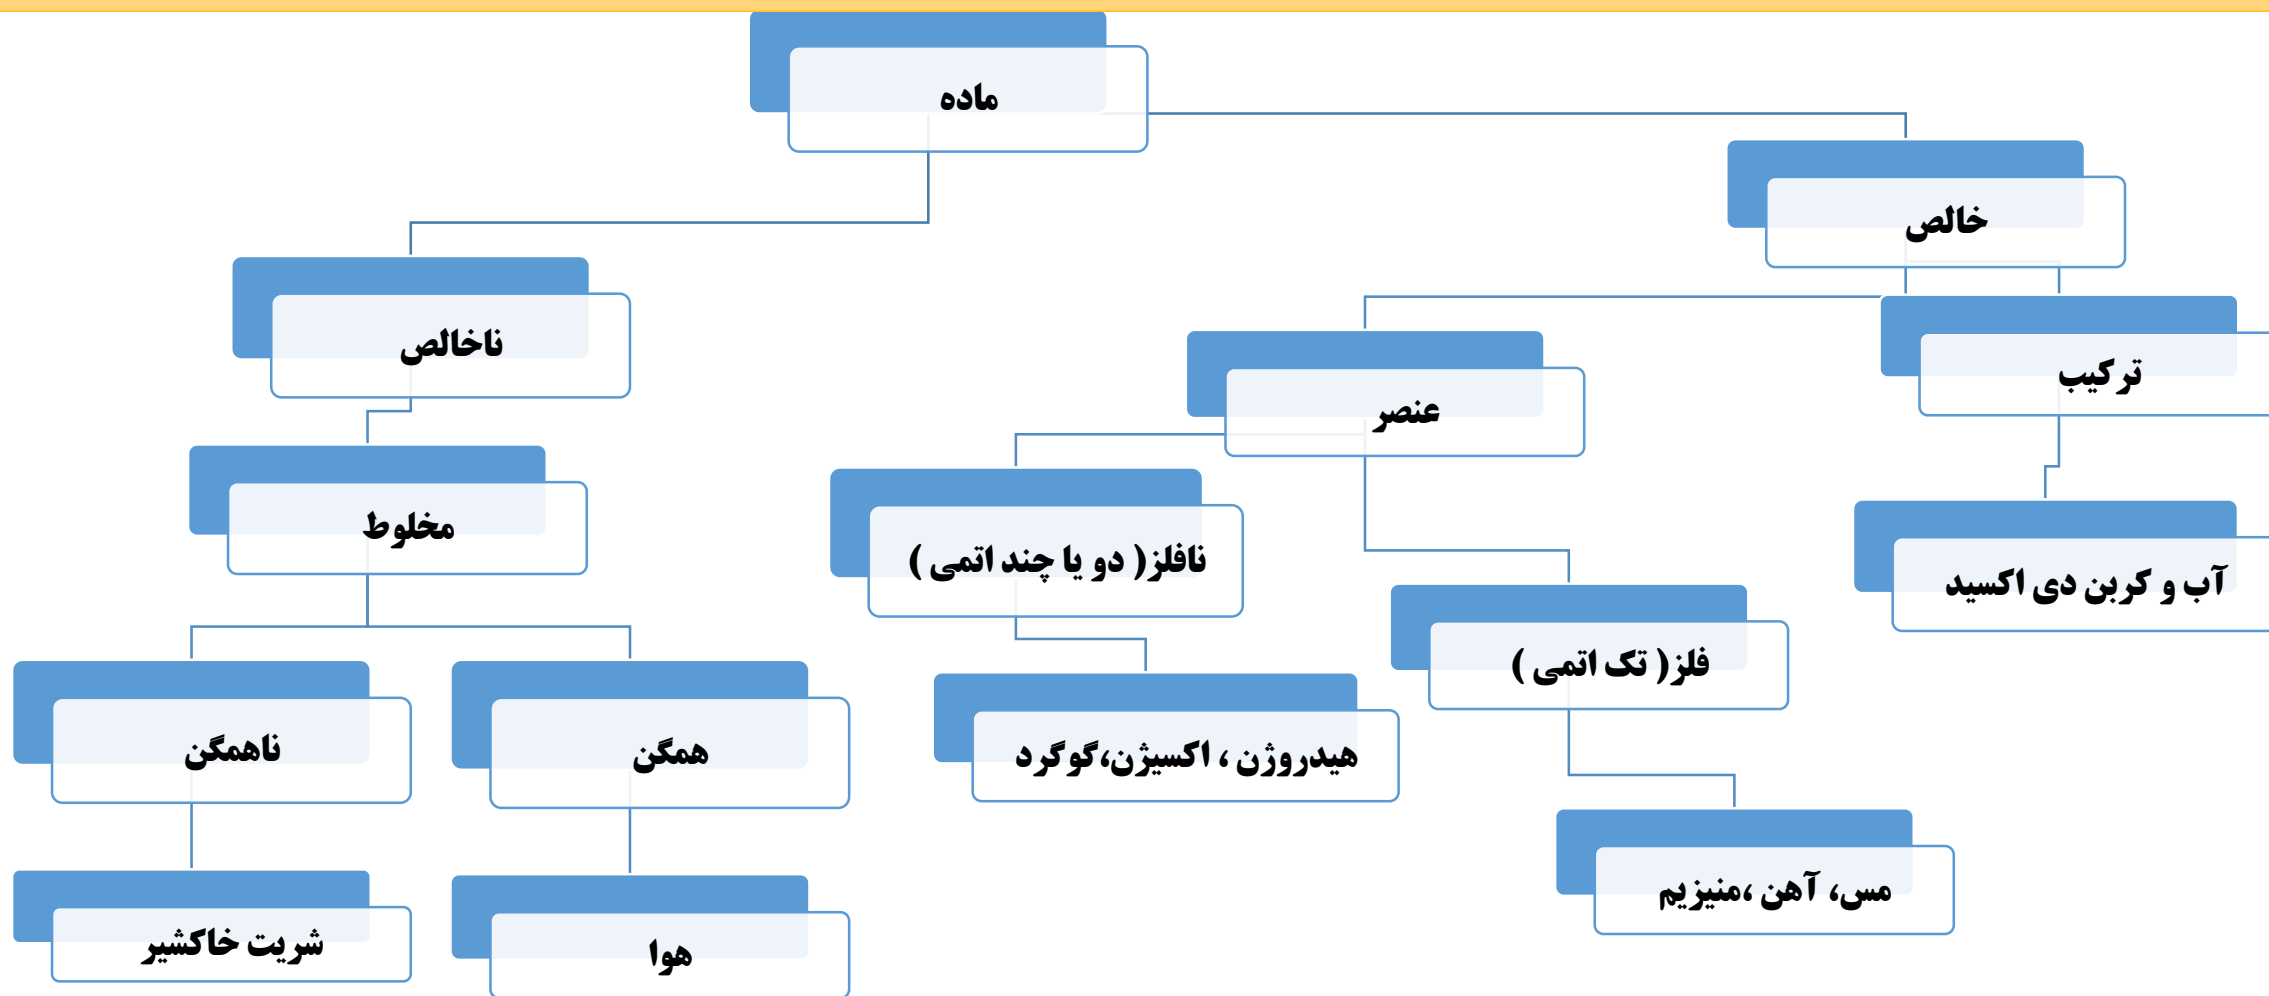 ماده
خالص
ناخالص
ترکیب
عنصر
مخلوط
نافلز( دو یا چند اتمی )
آب و کربن دی اکسید
فلز( تک اتمی )
همگن
ناهمگن
هیدروژن ، اکسیژن،گوگرد
مس، آهن ،منیزیم
هوا
شریت خاکشیر